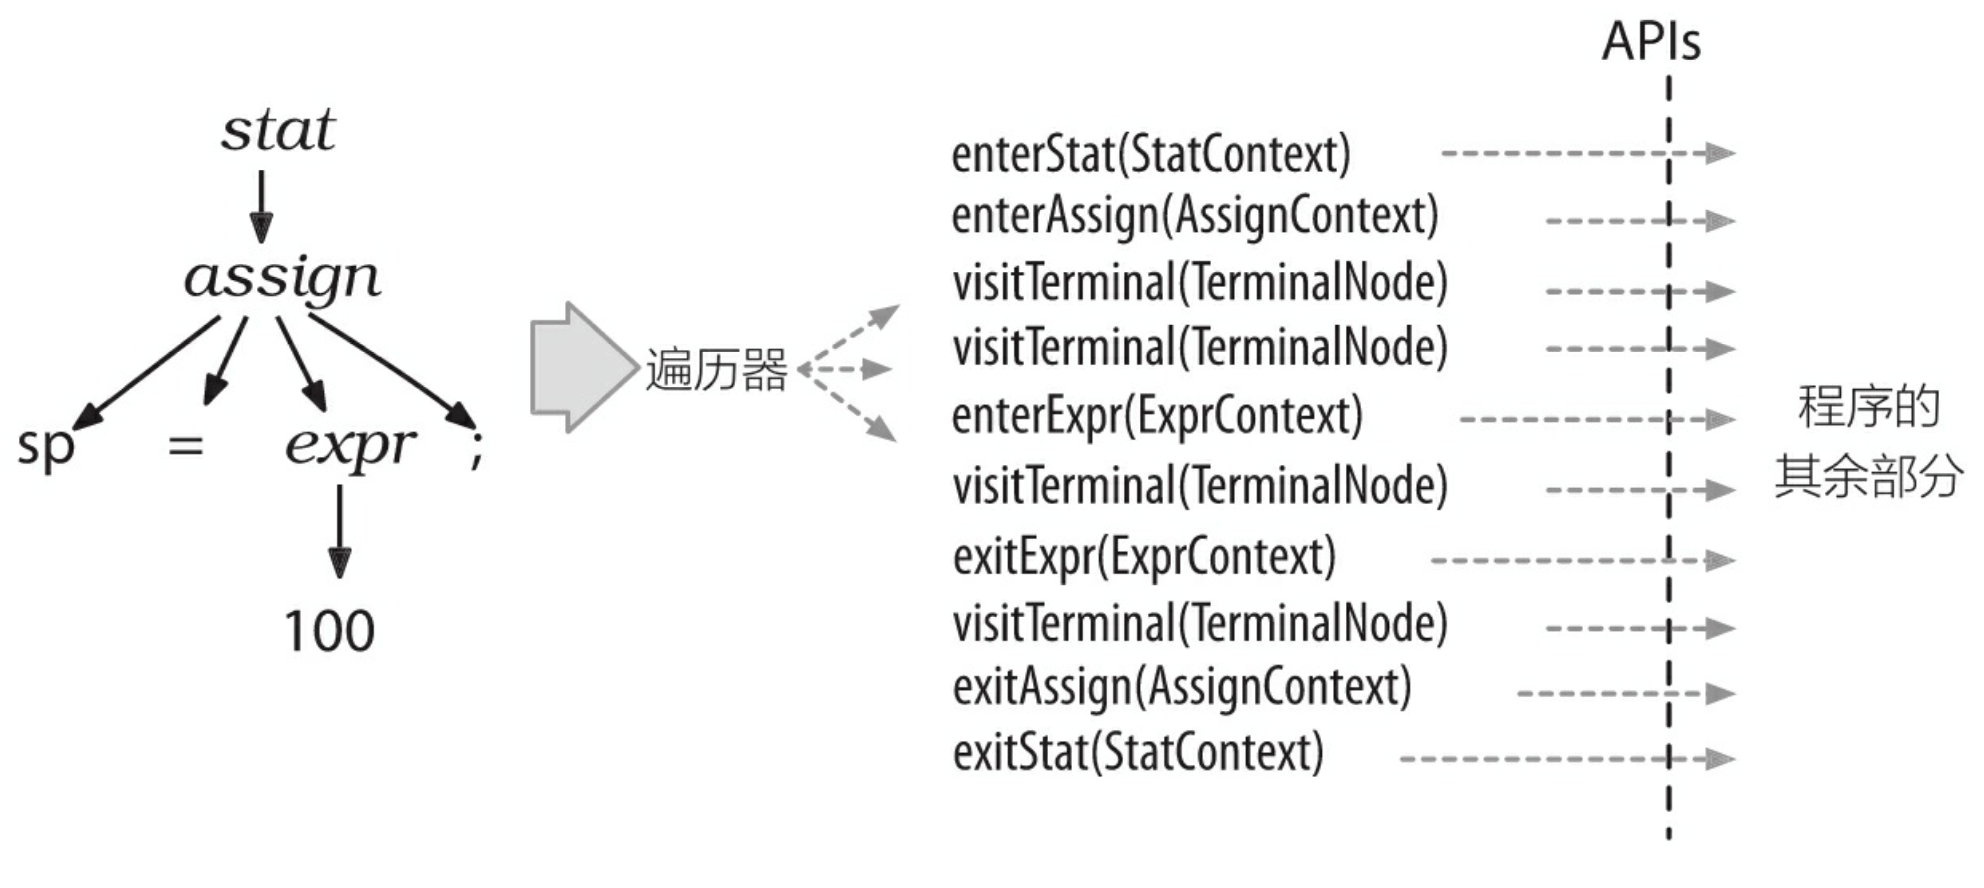 stat
assign
sp = expr ;
100
遍历器
APIs
enterStat(StatContext)
enterAssign(AssignContext)
visitTerminal(TerminalNode)
visitTerminal(TerminalNode)
enterExpr(ExprContext)
visitTerminal(TerminalNode)
exitExpr(ExprContext)
visitTerminal(TerminalNode)
exitAssign(AssignContext)
exitStat(StatContext)
程序的
其余部分